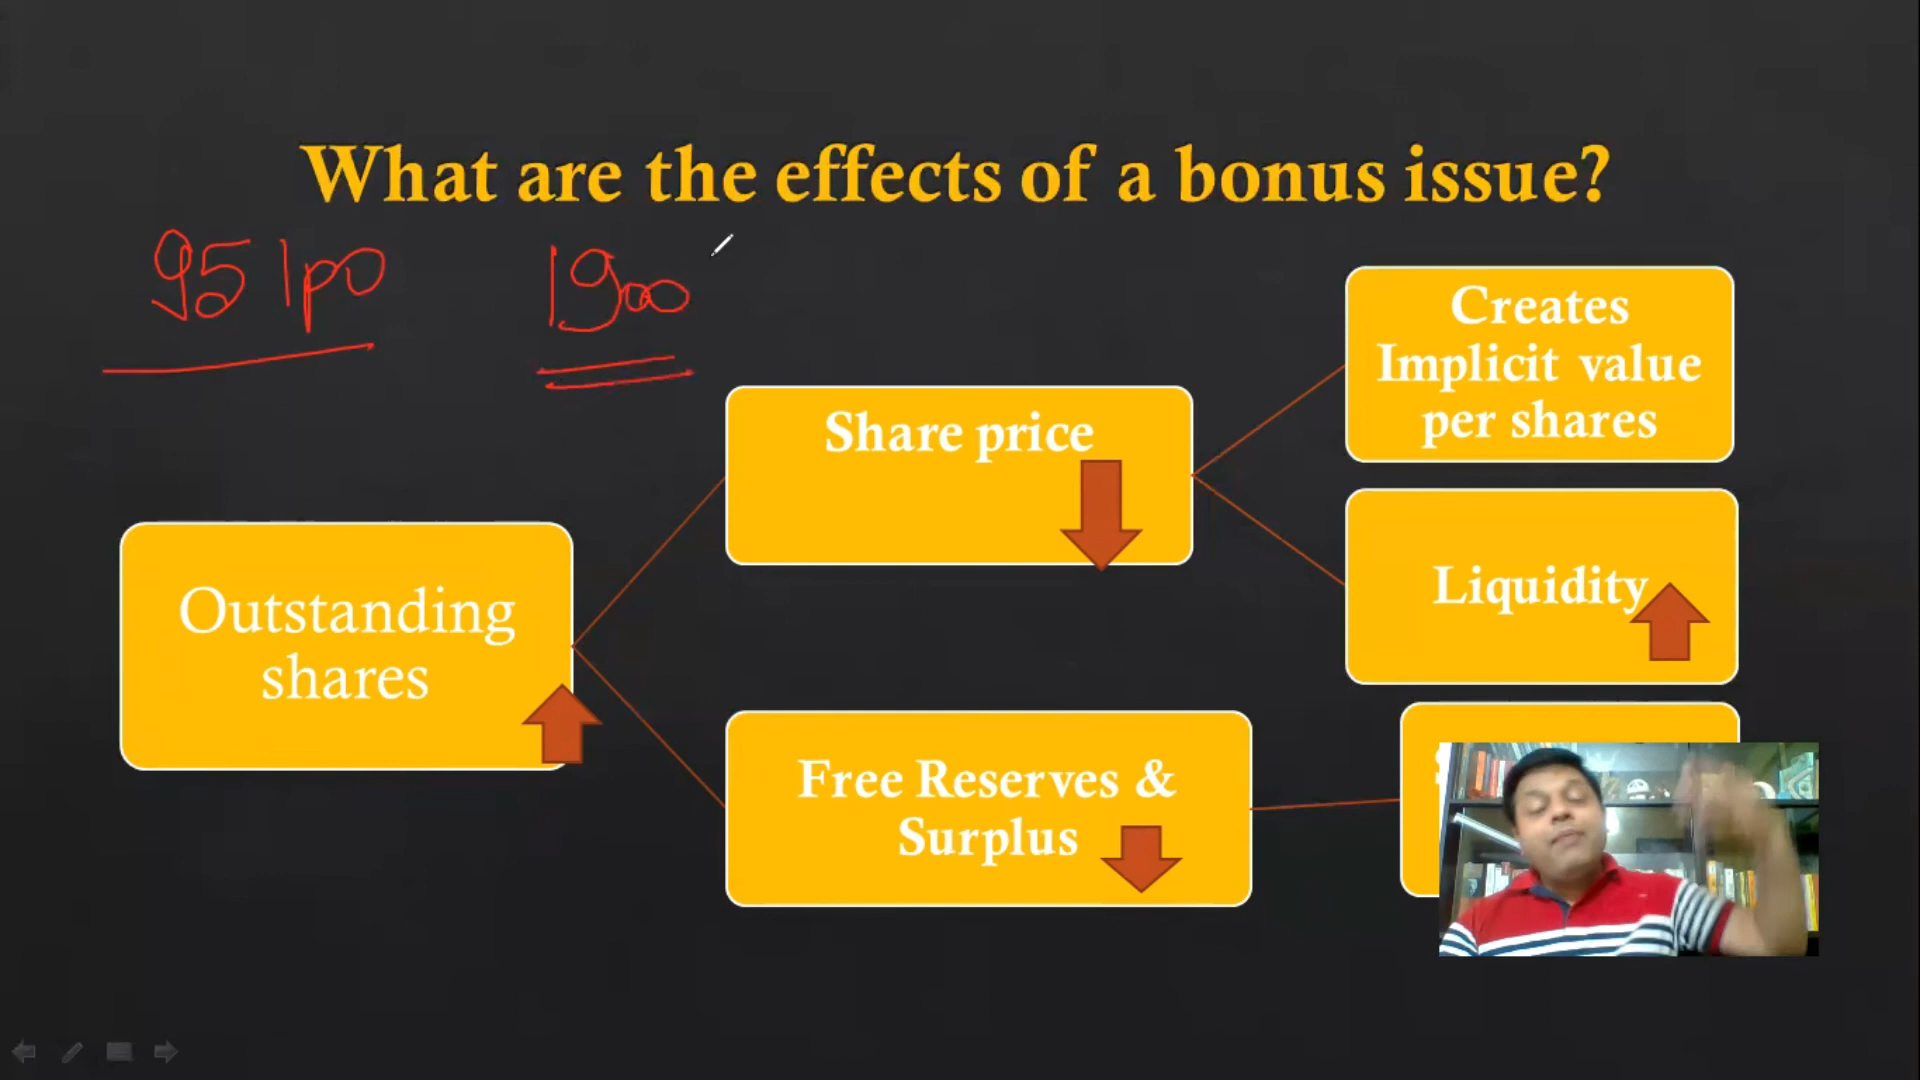 What are the effects of a bonus issue?
95 Ipo
1900
Creates
Implicit value
per shares
Share price
Liquidity
Outstanding
shares
Free Reserves &
Surplus